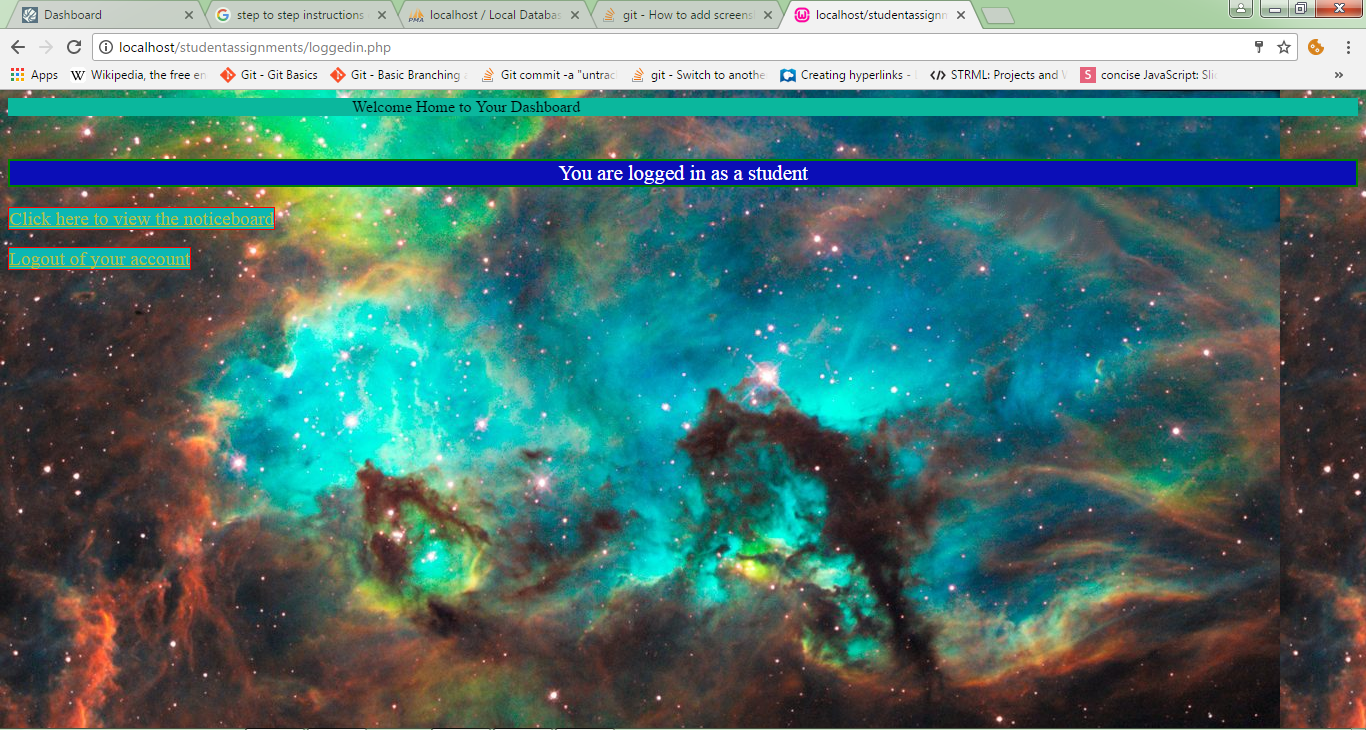 Dashboard
step to step instructions
localhost / Local Databas
git - How to add screens
localhost/studentassignm
localhost/studentassignments/loggedin.php
Apps
Wikipedia, the free en
Git - Git Basics
Git - Basic Branching
Git commit -a "untrac
git - Switch to anothe
Creating hyperlinks -
STRML: Projects and
concise JavaScript: Sli
»
Welcome Home to Your Dashboard
You are logged in as a student
Click here to view the noticeboard
Logout of your account